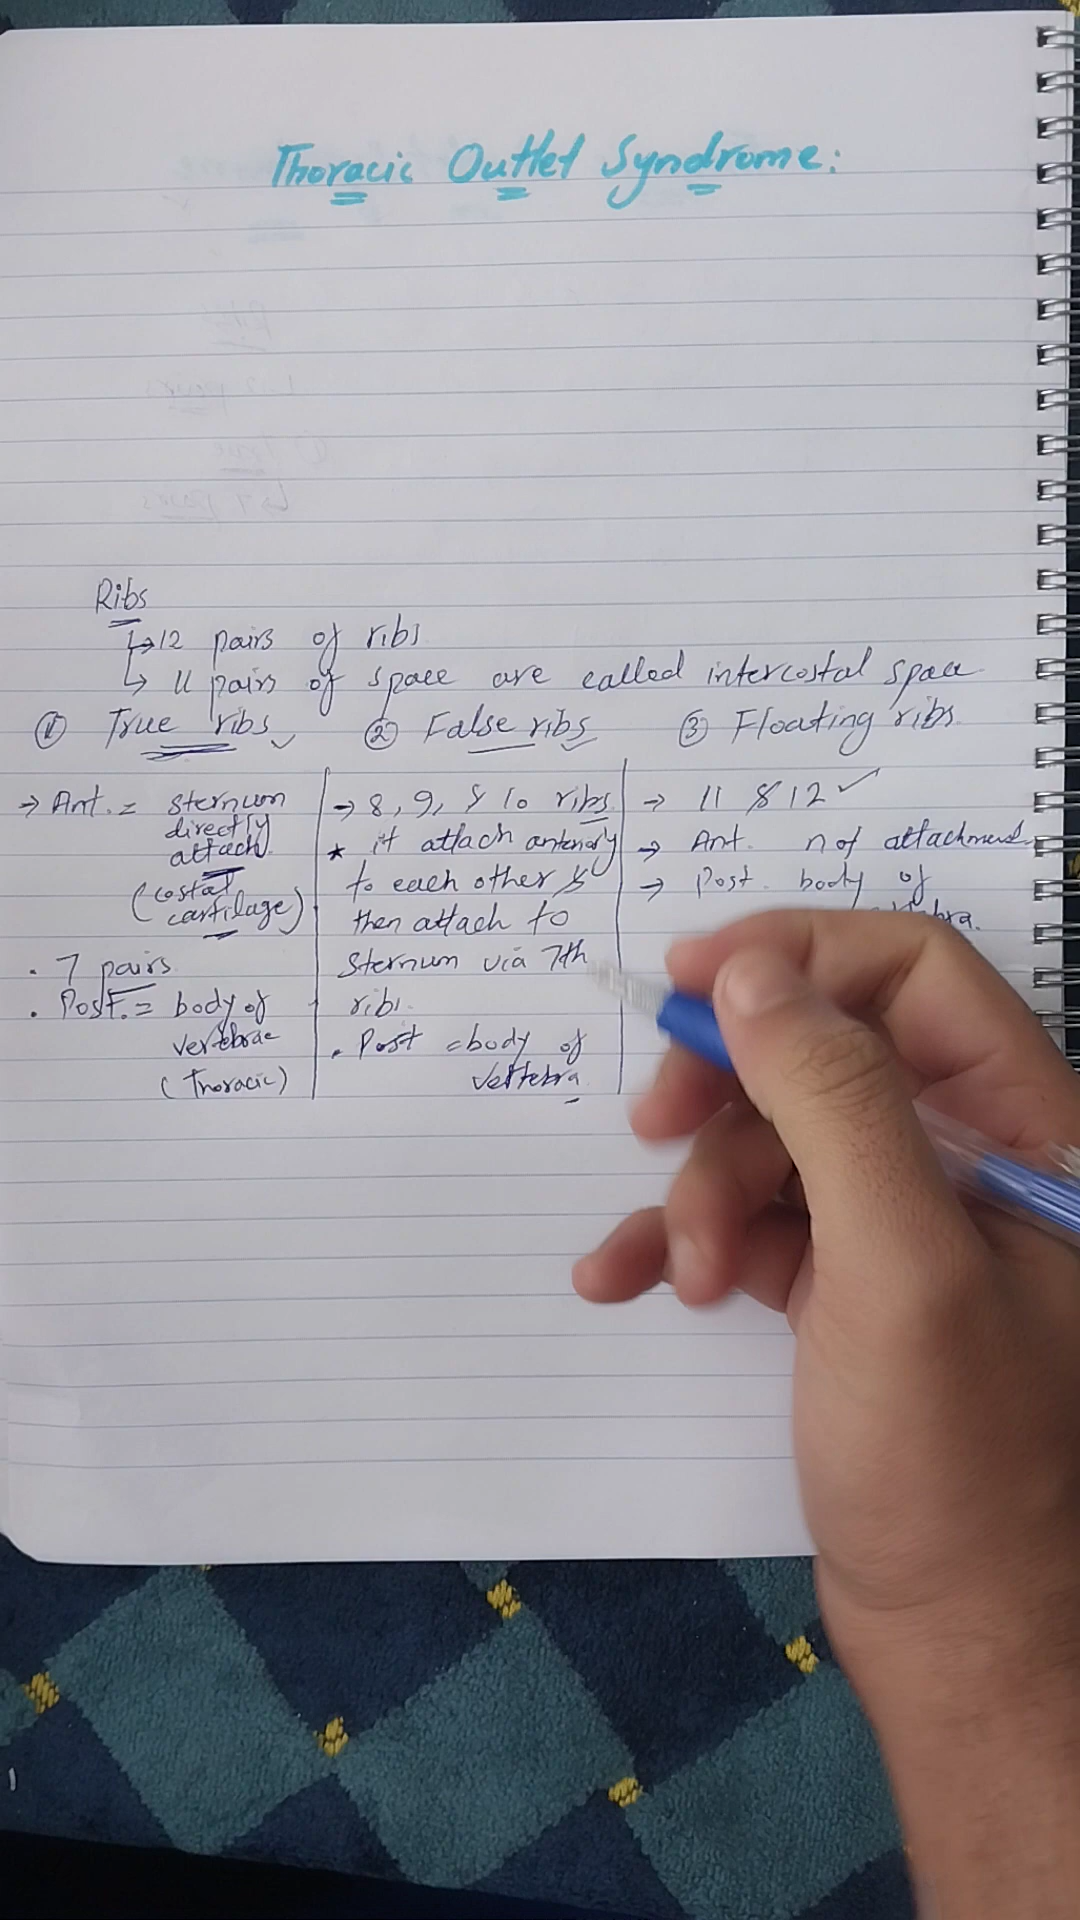 Thoracic Outlet Syndrome:
Ribs
↳12 pairs of ribs
↳ 11 pairs of space are called intercostal space
① True ribs ✓
→ Ant. = sternum
directly
attach
(costal
cartilage)
. 7 pairs
. Post. = body of
vertebrae
(Thoracic)
② False ribs
→ 8, 9, & 10 ribs
* it attach anteriorly
to each other &
then attach to
sternum via 7th
ribs.
. Post = body of
vertebra
③ Floating ribs.
→ 11 & 12 ✓
→ Ant. not attachment
→ Post. body of